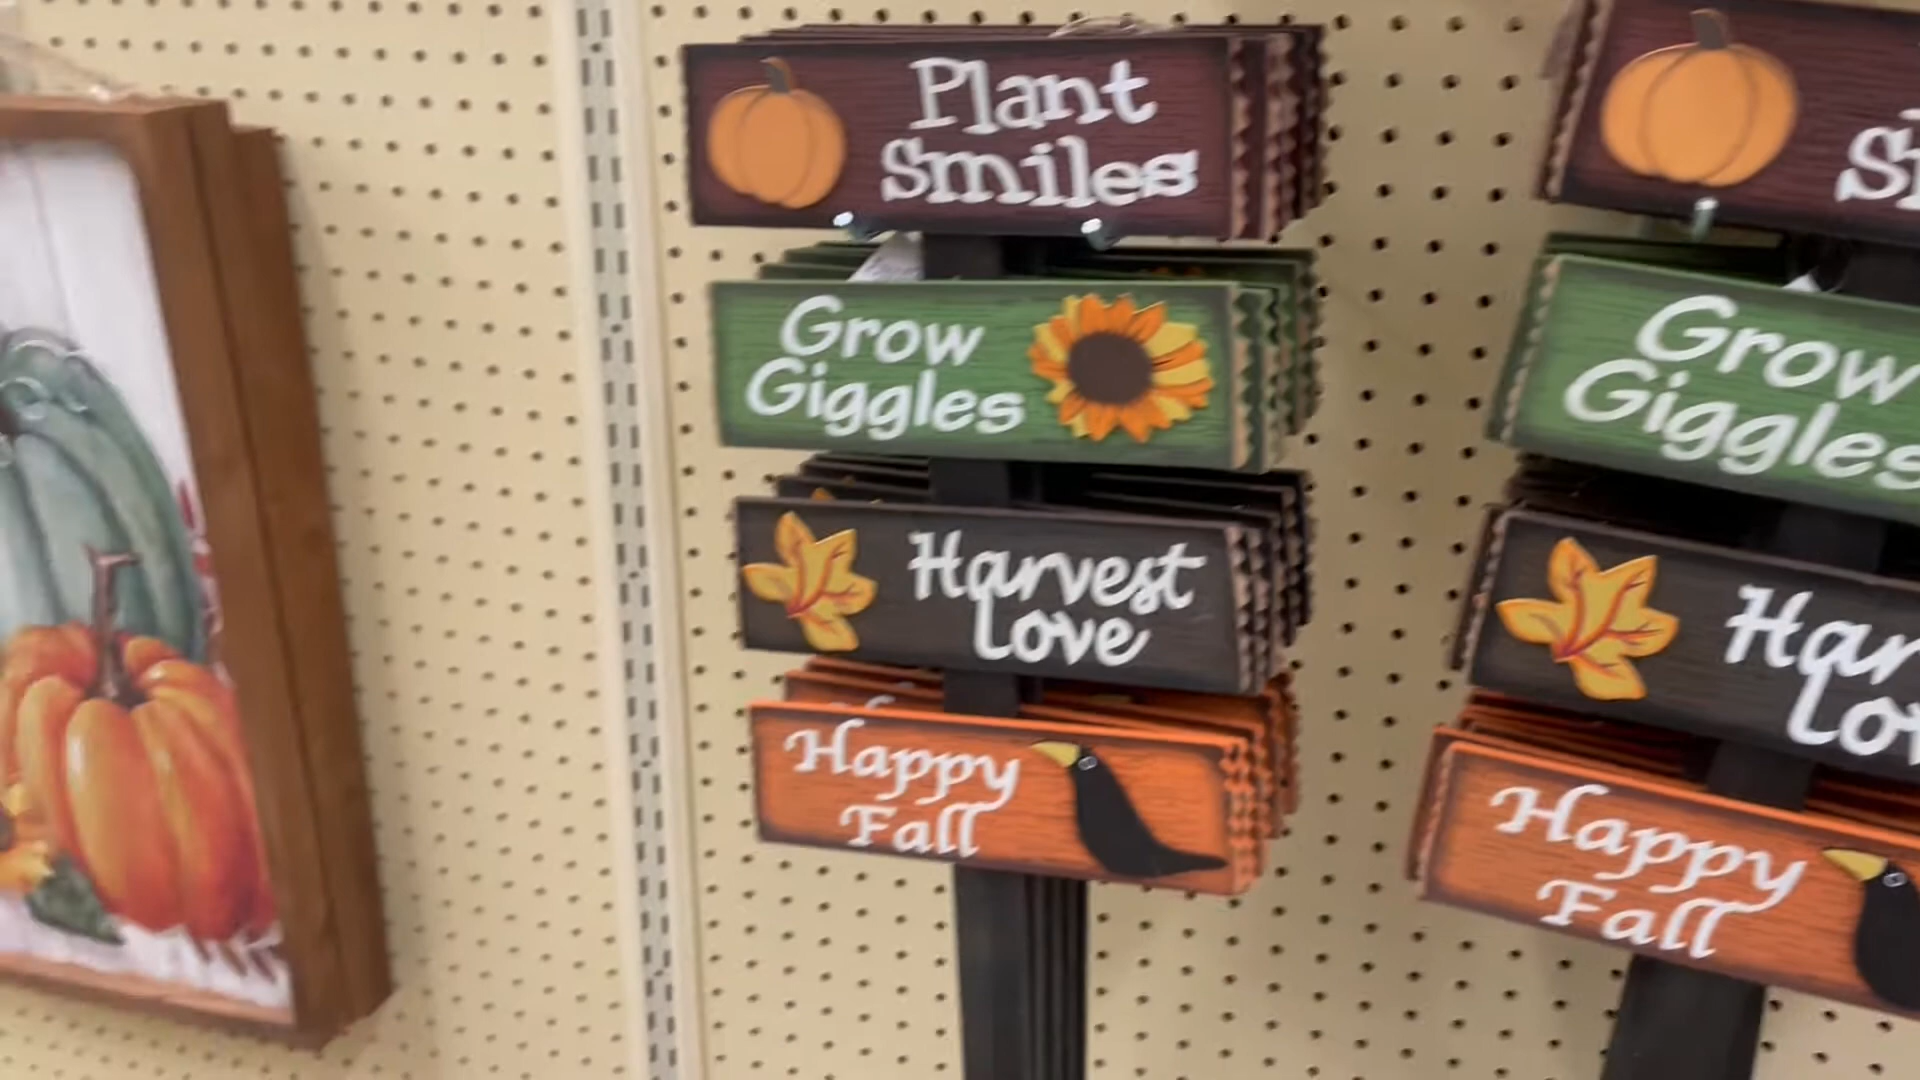 Plant
Smiles
Grow
Giggles
Harvest
Love
Happy
Fall
Grow
Giggles
Happy
Fall